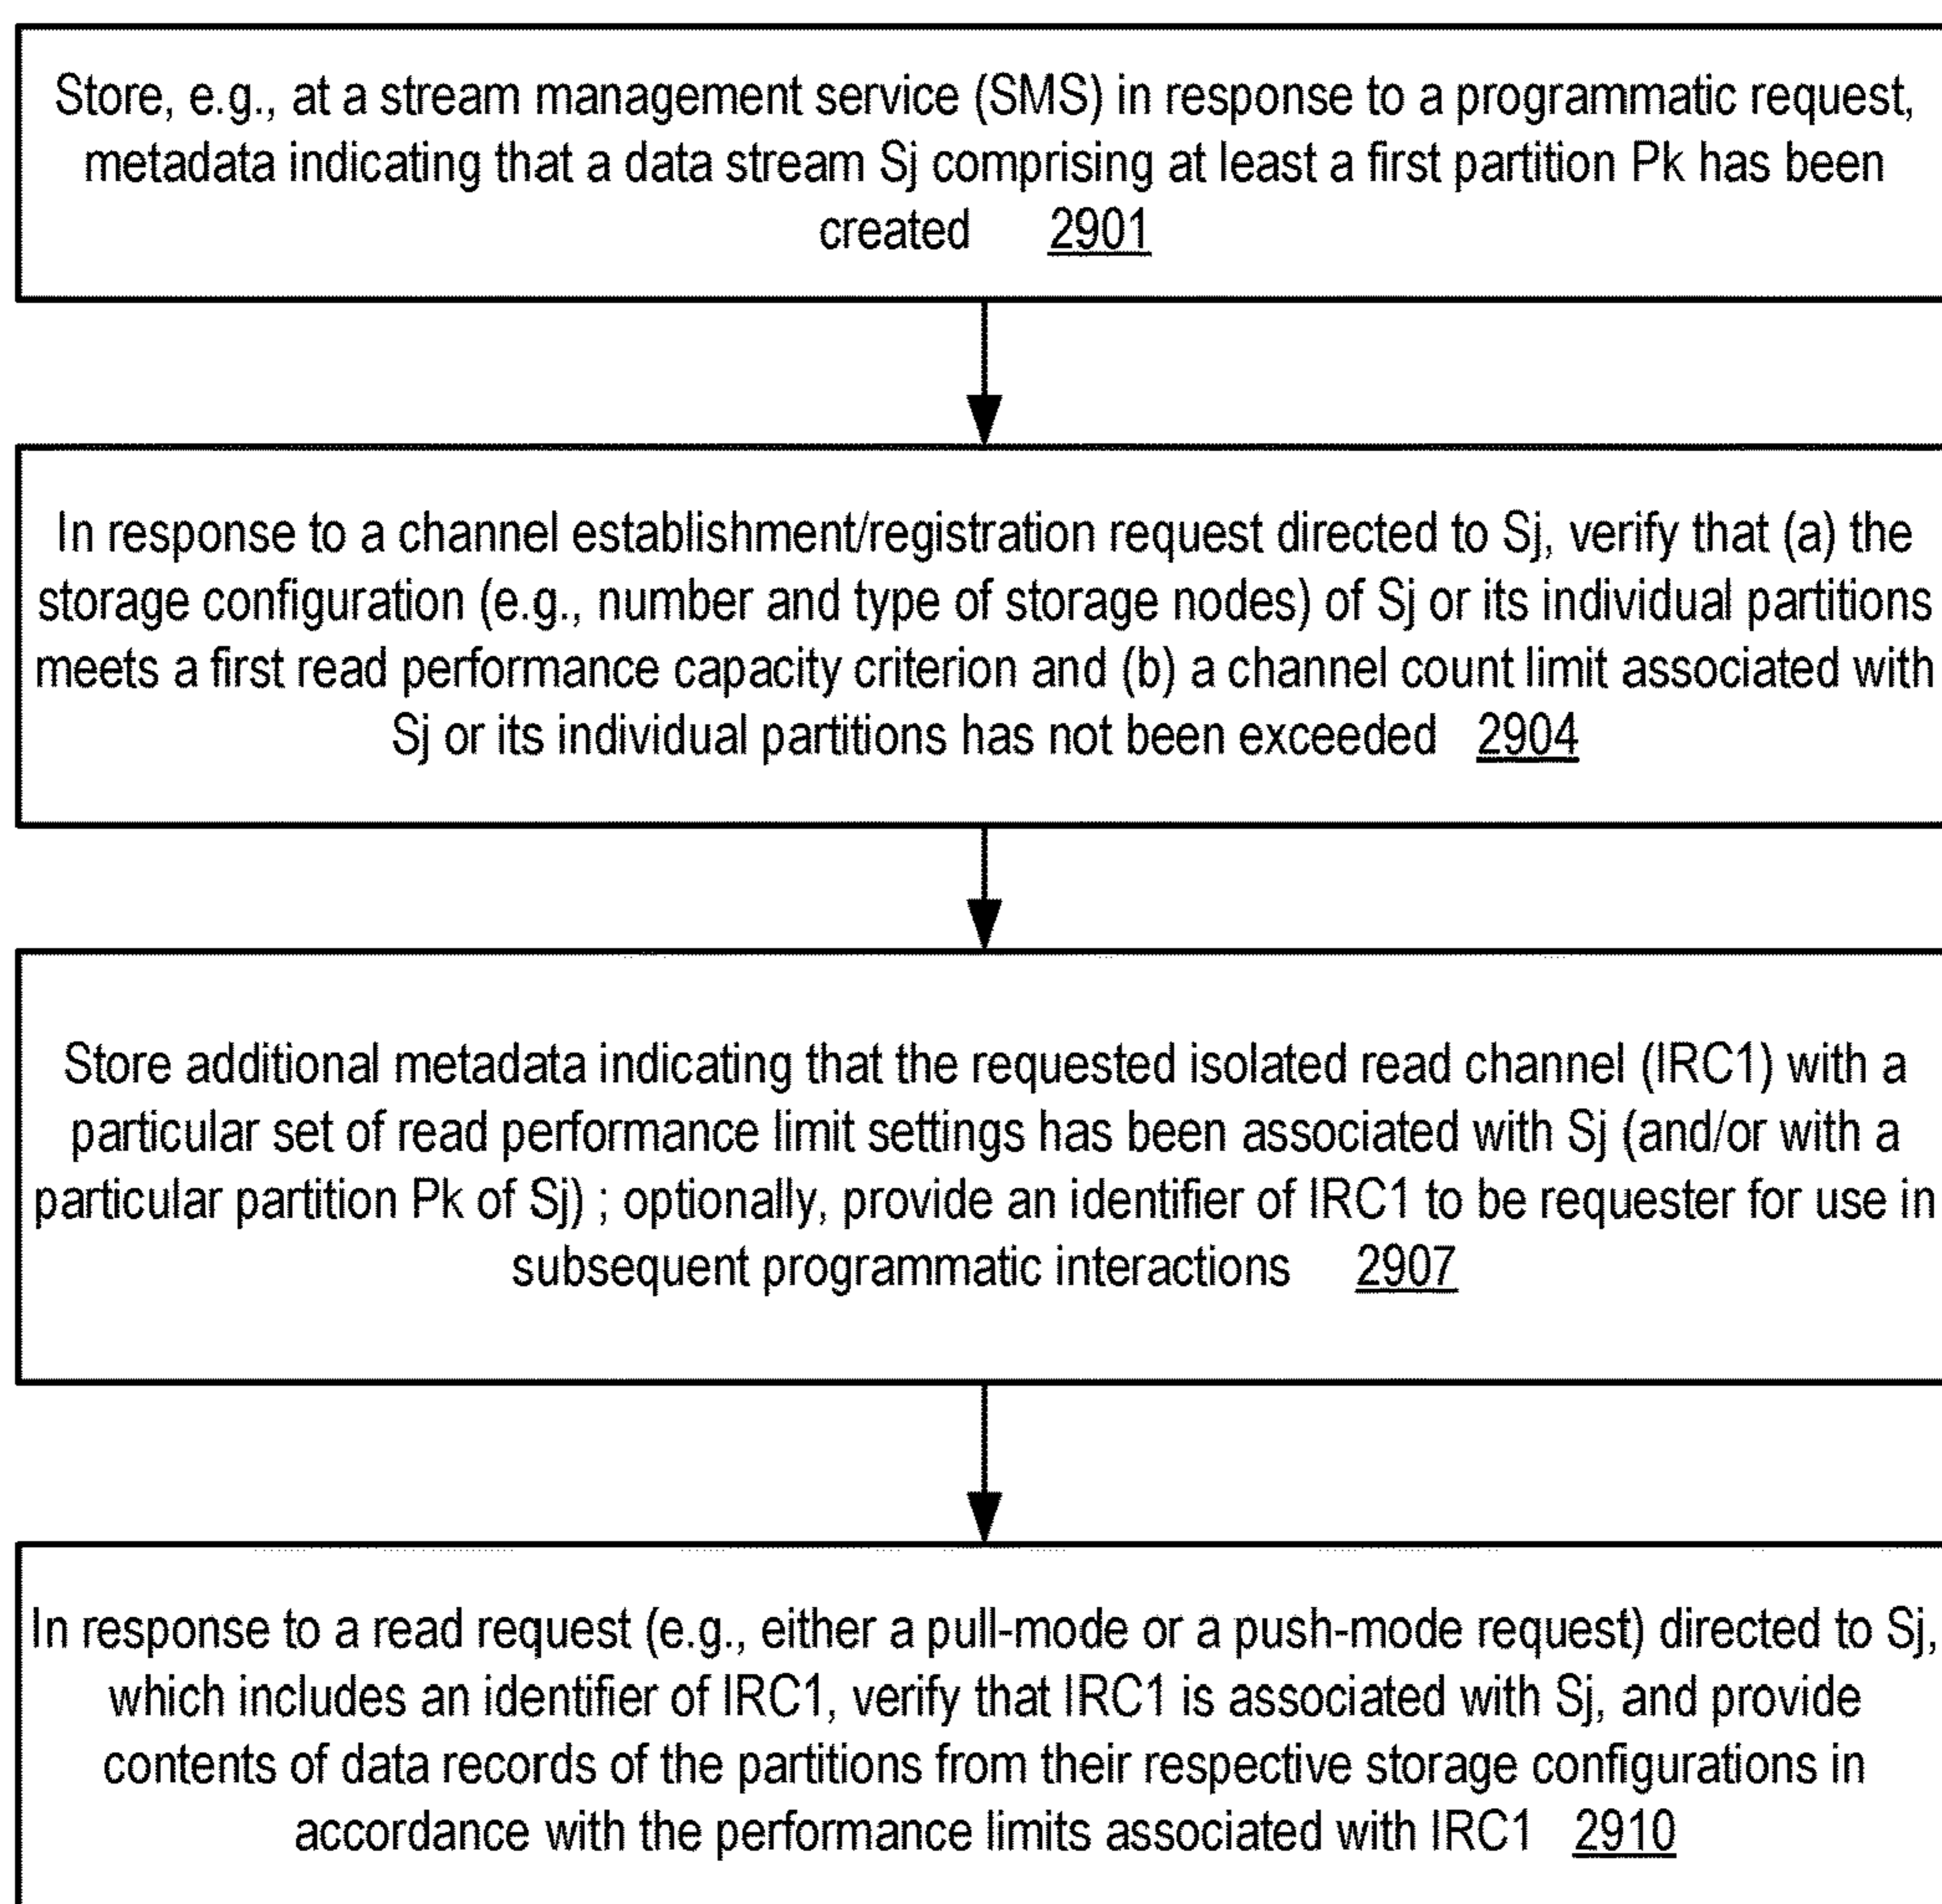 Store, e.g., at a stream management service (SMS) in response to a programmatic request,
metadata indicating that a data stream Sj comprising at least a first partition Pk has been
created 2901
In response to a channel establishment/registration request directed to Sj, verify that (a) the
storage configuration (e.g., number and type of storage nodes) of Sj or its individual partitions
meets a first read performance capacity criterion and (b) a channel count limit associated with
Sj or its individual partitions has not been exceeded 2904
Store additional metadata indicating that the requested isolated read channel (IRC1) with a
particular set of read performance limit settings has been associated with Sj (and/or with a
particular partition Pk of Sj) ; optionally, provide an identifier of IRC1 to be requester for use in
subsequent programmatic interactions 2907
In response to a read request (e.g., either a pull-mode or a push-mode request) directed to Sj,
which includes an identifier of IRC1, verify that IRC1 is associated with Sj, and provide
contents of data records of the partitions from their respective storage configurations in
accordance with the performance limits associated with IRC1 2910